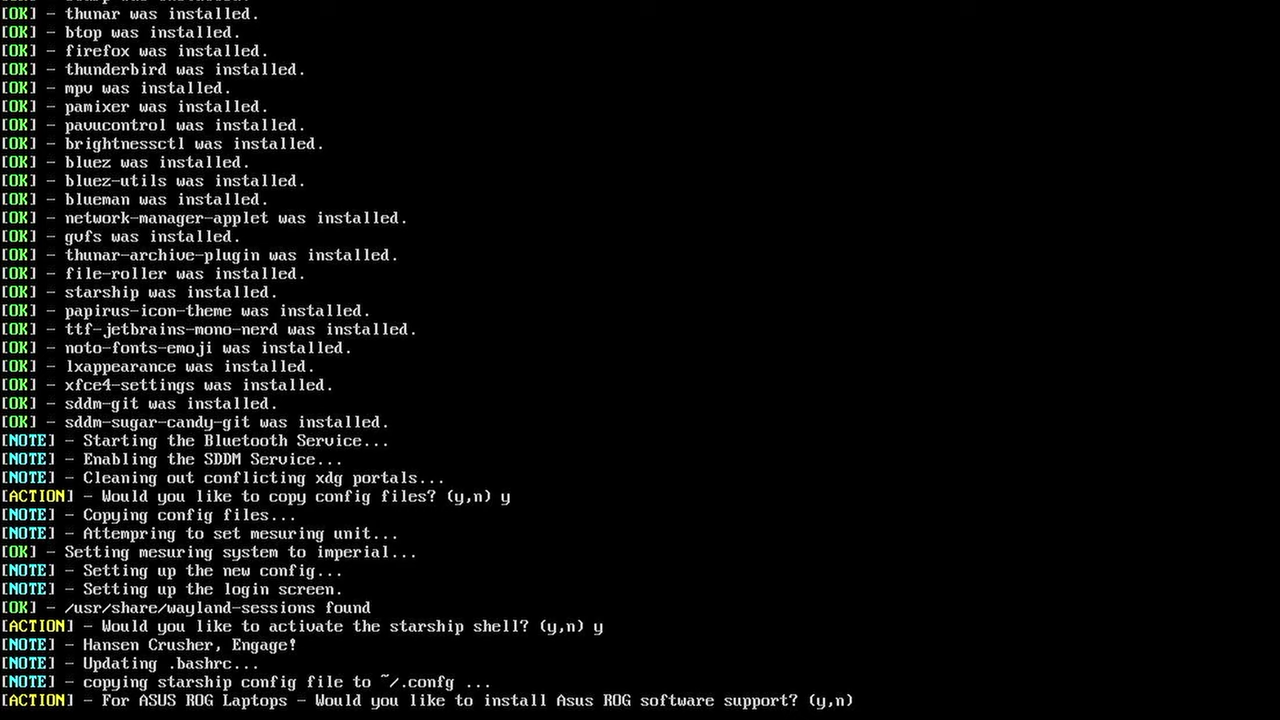 [OK] - thunar was installed.
[OK] - btop was installed.
[OK] - firefox was installed.
[OK] - thunderbird was installed.
[OK] - mpv was installed.
[OK] - pamixer was installed.
[OK] - pavucontrol was installed.
[OK] - brightnessctl was installed.
[OK] - bluez was installed.
[OK] - bluez-utils was installed.
[OK] - blueman was installed.
[OK] - network-manager-applet was installed.
[OK] - gvfs was installed.
[OK] - thunar-archive-plugin was installed.
[OK] - file-roller was installed.
[OK] - starship was installed.
[OK] - papirus-icon-theme was installed.
[OK] - ttf-jetbrains-mono-nerd was installed.
[OK] - noto-fonts-emoji was installed.
[OK] - lxappearance was installed.
[OK] - xfce4-settings was installed.
[OK] - sddm-git was installed.
[OK] - sddm-sugar-candy-git was installed.
[NOTE] - Starting the Bluetooth Service...
[NOTE] - Enabling the SDDM Service...
[NOTE] - Cleaning out conflicting xdg portals...
[ACTION] - Would you like to copy config files? (y,n) y
[NOTE] - Copying config files...
[NOTE] - Attempring to set mesuring unit...
[OK] - Setting mesuring system to imperial...
[NOTE] - Setting up the new config...
[NOTE] - Setting up the login screen.
[OK] - /usr/share/wayland-sessions found
[ACTION] - Would you like to activate the starship shell? (y,n) y
[NOTE] - Hansen Crusher, Engage!
[NOTE] - Updating .bashrc...
[NOTE] - copying starship config file to ~/.confg ...
[ACTION] - For ASUS ROG Laptops - Would you like to install Asus ROG software support? (y,n)